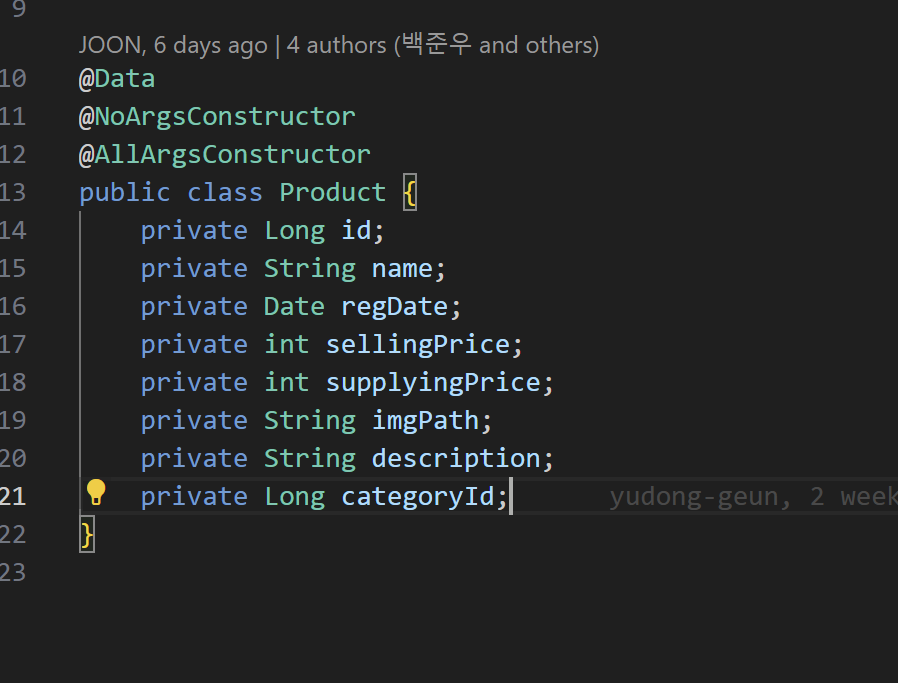 9
JOON, 6 days ago | 4 authors (백준우 and others)
10 @Data
11 @NoArgsConstructor
12 @AllArgsConstructor
13 public class Product {
14 private Long id;
15 private String name;
16 private Date regDate;
17 private int sellingPrice;
18 private int supplyingPrice;
19 private String imgPath;
20 private String description;
21 private Long categoryId; yudong-geun, 2 week
22 }
23